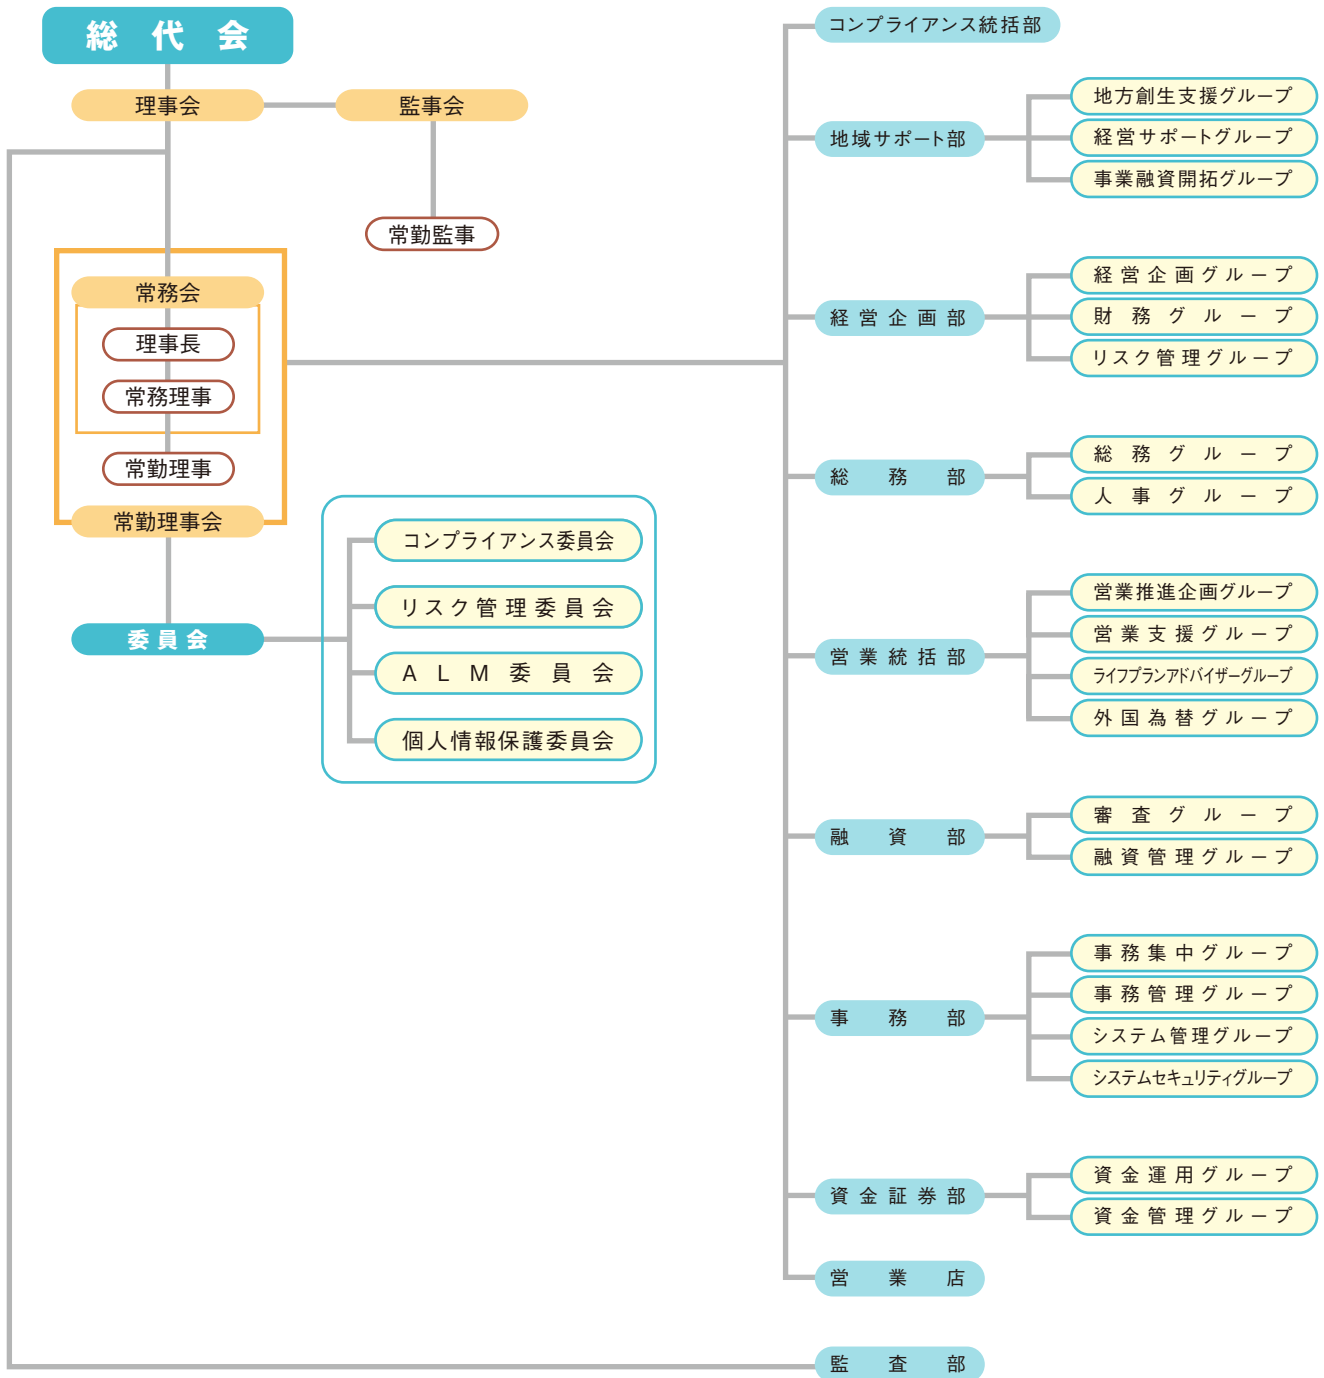 総代会
理事会
監事会
常勤監事
常務会
理事長
常務理事
常勤理事
常勤理事会
委員会
コンプライアンス委員会
リスク管理委員会
ALM委員会
個人情報保護委員会
コンプライアンス統括部
地域サポート部
地方創生支援グループ
経営サポートグループ
事業融資開拓グループ
経営企画部
経営企画グループ
財務グループ
リスク管理グループ
総務部
総務グループ
人事グループ
営業統括部
営業推進企画グループ
営業支援グループ
ライフプランアドバイザーグループ
外国為替グループ
融資部
審査グループ
融資管理グループ
事務部
事務集中グループ
事務管理グループ
システム管理グループ
システムセキュリティグループ
資金証券部
資金運用グループ
資金管理グループ
営業店
監査部